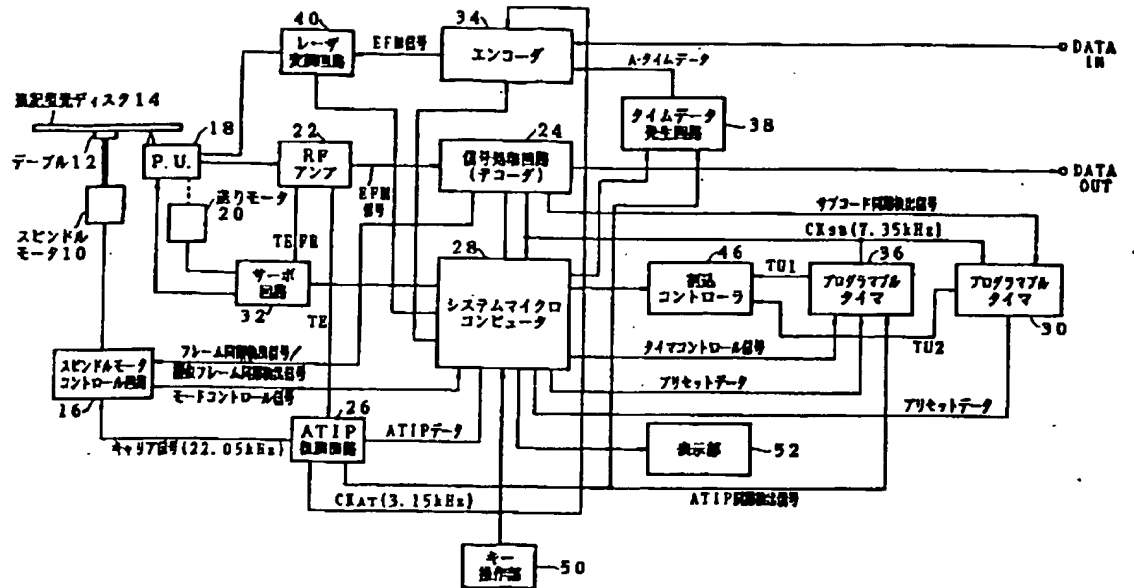 40
34
レーザ
変調回路
EFM信号
エンコーダ
DATA
IN
A-タイムデータ
追記型光ディスク14
18
22
24
タイムデータ
発生回路
38
テーブル12
P.U.
RF
アンプ
信号処理回路
(デコーダ)
DATA
OUT
EFM
信号
送りモータ
20
サブコード同期検出信号
スピンドル
モータ10
TE,FE
CKSB(7.35kHz)
28
46
36
TU1
サーボ
回路
システムマイクロ
コンピュータ
割込
コントローラ
プログラマブル
タイマ
プログラマブル
タイマ
32
TE
30
TU2
フレーム同期検出信号/
タイマコントロール信号
スピンドルモータ
コントロール回路
モードコントロール信号
プリセットデータ
16
26
プリセットデータ
ATIP
復調回路
ATIPデータ
キャリア信号(22.05kHz)
表示部
52
CKAT(3.15kHz)
ATIP同期検出信号
キー
操作部
50